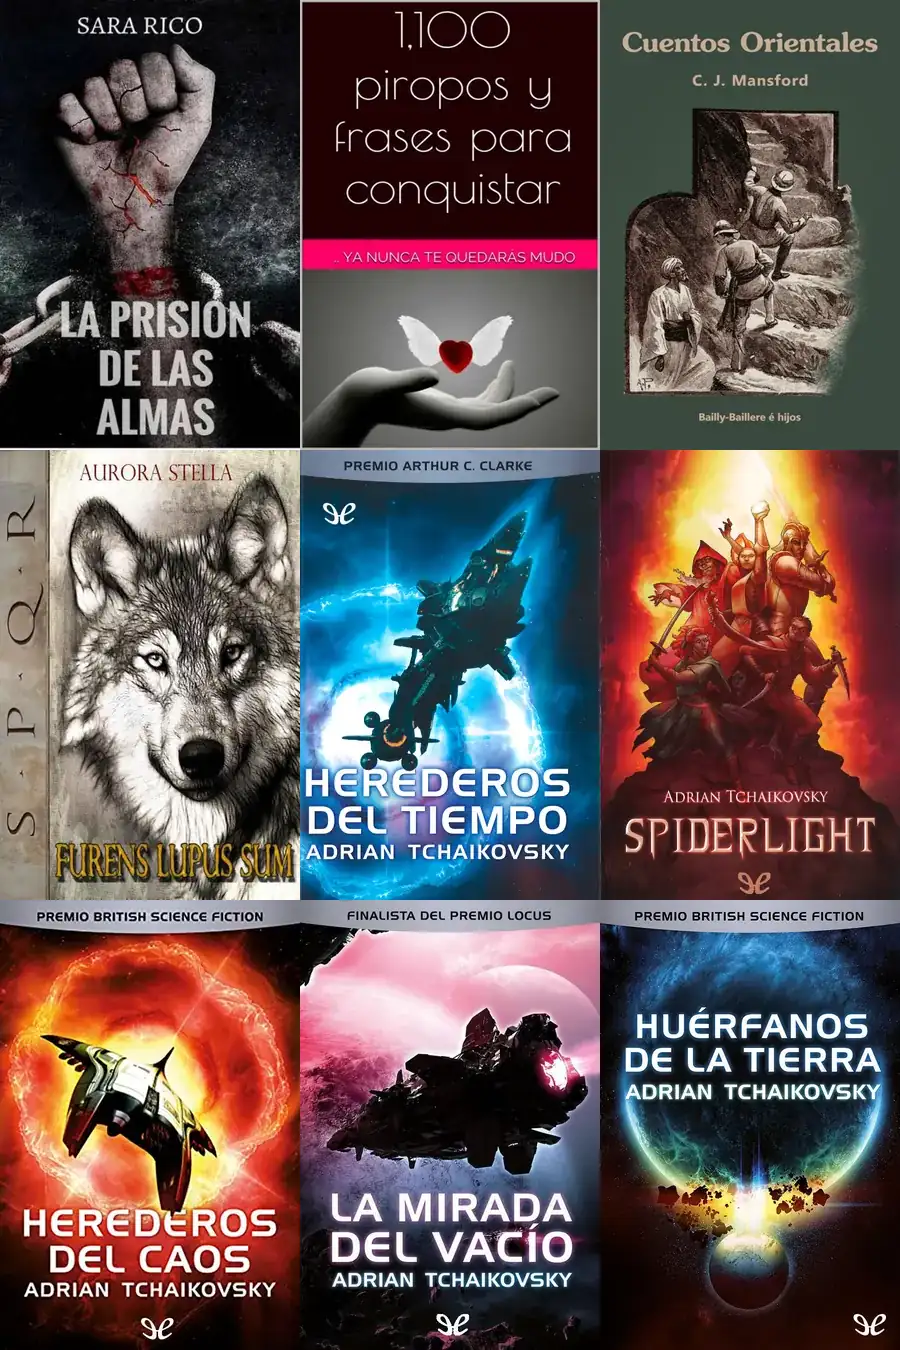 SARA RICO
LA PRISIÓN
DE LAS
ALMAS
1,100
piropos y
frases para
conquistar
.. YA NUNCA TE QUEDARÁS MUDO
Cuentos Orientales
C. J. Mansford
Bailly-Baillere é hijos
S·P·Q·R
AURORA STELLA
FURENS LUPUS SUM
PREMIO ARTHUR C. CLARKE
HEREDEROS
DEL TIEMPO
ADRIAN TCHAIKOVSKY
ADRIAN TCHAIKOVSKY
SPIDERLIGHT
PREMIO BRITISH SCIENCE FICTION
HEREDEROS
DEL CAOS
ADRIAN TCHAIKOVSKY
FINALISTA DEL PREMIO LOCUS
LA MIRADA
DEL VACÍO
ADRIAN TCHAIKOVSKY
PREMIO BRITISH SCIENCE FICTION
HUÉRFANOS
DE LA TIERRA
ADRIAN TCHAIKOVSKY